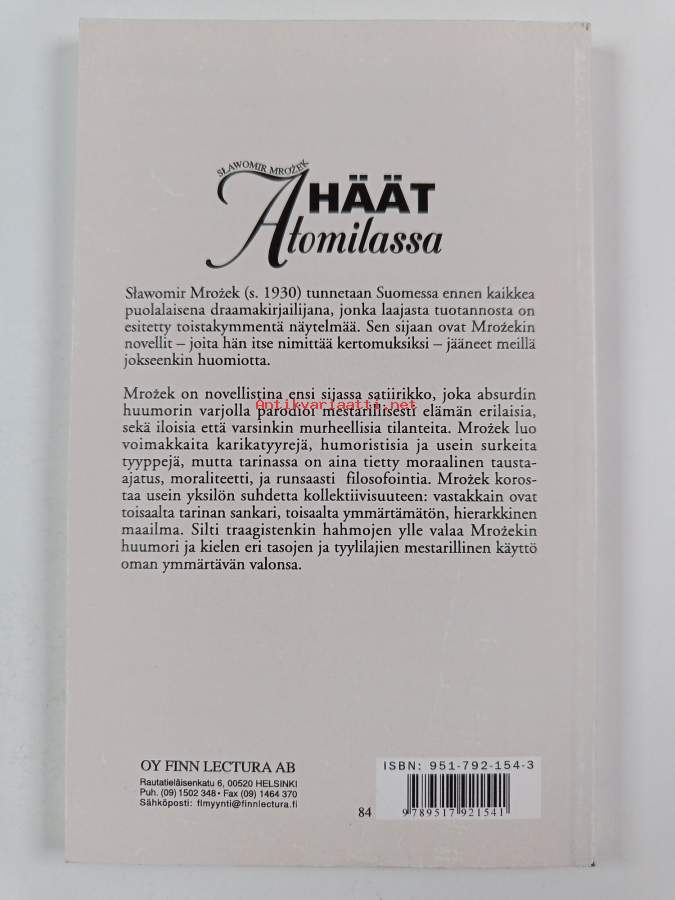 SŁAWOMIR MROŻEK
HÄÄT
Atomilassa
Sławomir Mrożek (s. 1930) tunnetaan Suomessa ennen kaikkea
puolalaisena draamakirjailijana, jonka laajasta tuotannosta on
esitetty toistakymmentä näytelmää. Sen sijaan ovat Mrożekin
novellit – joita hän itse nimittää kertomuksiksi – jääneet meillä
jokseenkin huomiotta.
Mrożek on novellistina ensi sijassa satiirikko, joka absurdin
huumorin varjolla parodioi mestarillisesti elämän erilaisia,
Antikvariaatti.net
sekä iloisia että varsinkin murheellisia tilanteita. Mrożek luo
voimakkaita karikatyyrejä, humoristisia ja usein surkeita
tyyppejä, mutta tarinassa on aina tietty moraalinen tausta-
ajatus, moraliteetti, ja runsaasti filosofointia. Mrożek koros-
taa usein yksilön suhdetta kollektiivisuuteen: vastakkain ovat
toisaalta tarinan sankari, toisaalta ymmärtämätön, hierarkkinen
maailma. Silti traagistenkin hahmojen ylle valaa Mrożekin
huumori ja kielen eri tasojen ja tyylilajien mestarillinen käyttö
oman ymmärtävän valonsa.
OY FINN LECTURA AB
Rautatieläisenkatu 6, 00520 HELSINKI
Puh. (09) 1502 348 • Fax (09) 1464 370
Sähköposti: flmyynti@finnlectura.fi
ISBN: 951-792-154-3
84
9 789517 921541